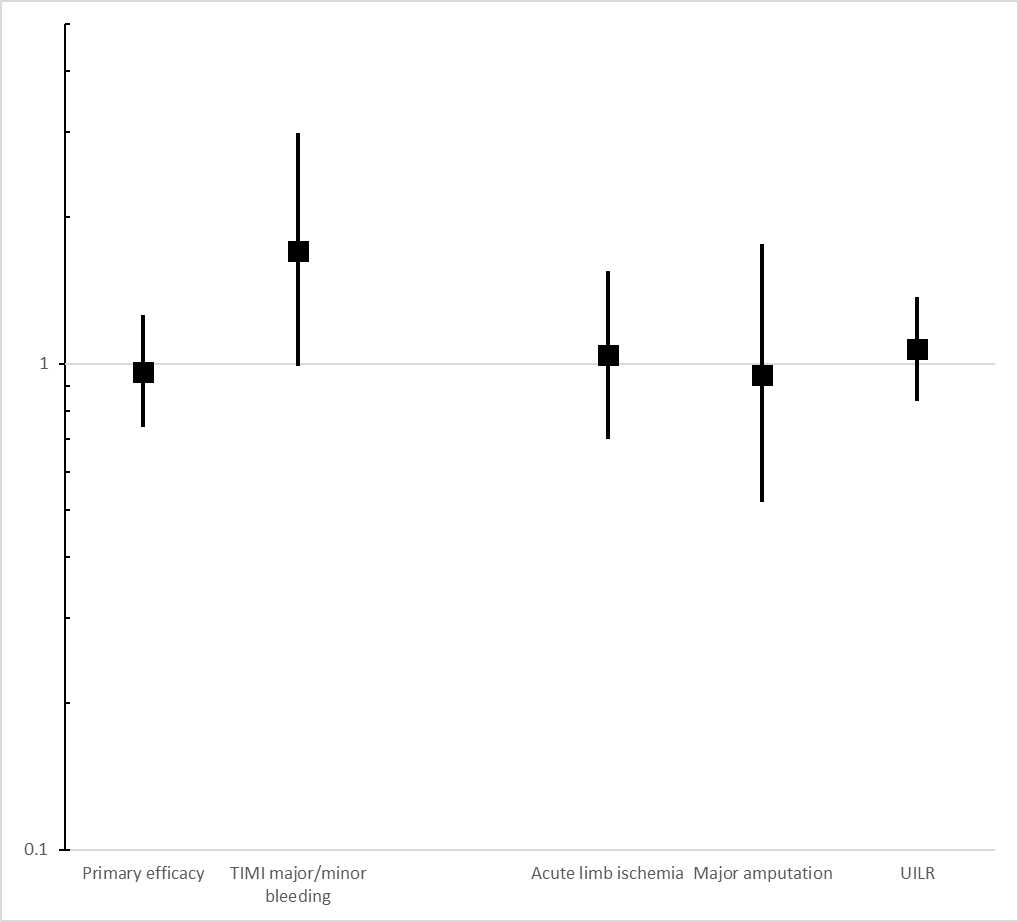 1
0.1
Primary efficacy
TIMI major/minor
bleeding
Acute limb ischemia
Major amputation
UILR